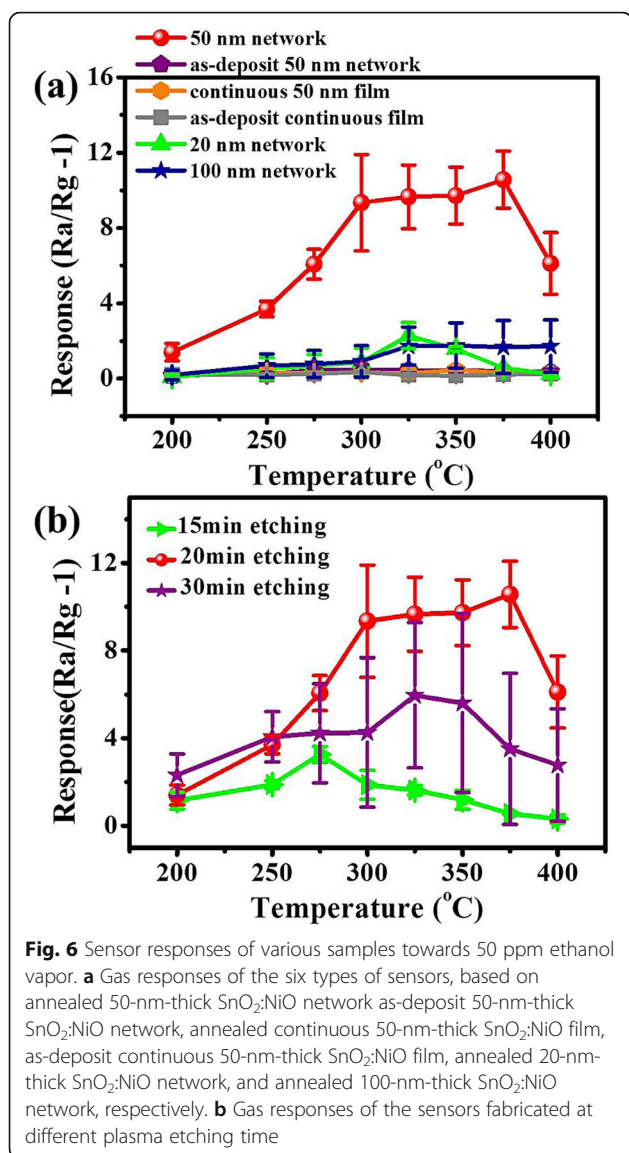 50 nm network
as-deposit 50 nm network
continuous 50 nm film
as-deposit continuous film
20 nm network
100 nm network
(a)
16
12
8
4
0
Response (Ra/Rg -1)
200 250 300 350 400
Temperature (°C)
(b)
15min etching
20min etching
30min etching
12
8
4
0
Response(Ra/Rg -1)
200 250 300 350 400
Temperature (°C)
Fig. 6 Sensor responses of various samples towards 50 ppm ethanol
vapor. a Gas responses of the six types of sensors, based on
annealed 50-nm-thick SnO₂:NiO network as-deposit 50-nm-thick
SnO₂:NiO network, annealed continuous 50-nm-thick SnO₂:NiO film,
as-deposit continuous 50-nm-thick SnO₂:NiO film, annealed 20-nm-
thick SnO₂:NiO network, and annealed 100-nm-thick SnO₂:NiO
network, respectively. b Gas responses of the sensors fabricated at
different plasma etching time